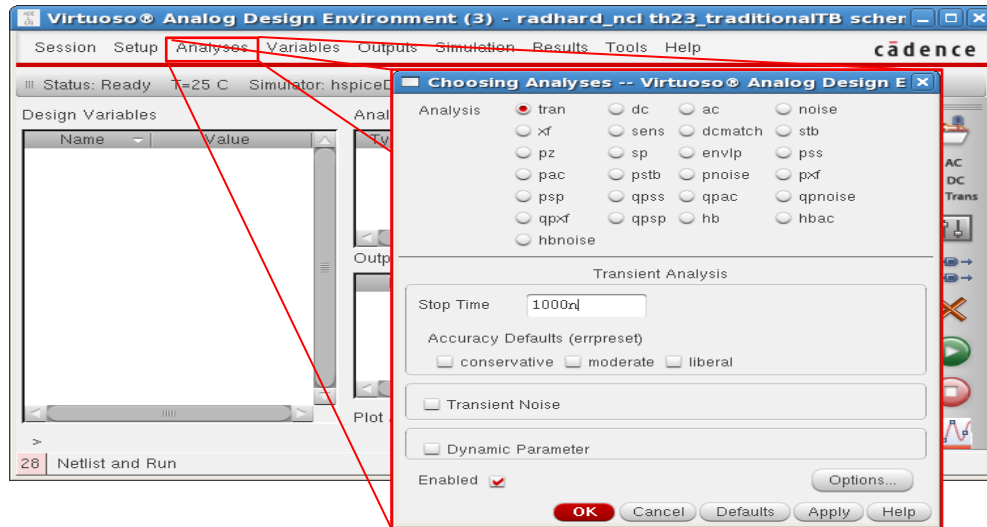 Virtuoso® Analog Design Environment (3) - radhard_ncl th23_traditionalTB schem
Session Setup Analyses Variables Outputs Simulation Results Tools Help cādence
Status: Ready T=25 C Simulator:
Design Variables
Name Value
>
28 Netlist and Run
AC
DC
Trans
Choosing Analyses -- Virtuoso® Analog Design E
Analysis tran dc ac noise
xf sens dcmatch stb
pz sp envlp pss
pac pstb pnoise pxf
psp qpss qpac qpnoise
qpxf qpsp hb hbac
hbnoise
Transient Analysis
Stop Time 1000n
Accuracy Defaults (errpreset)
conservative moderate liberal
Transient Noise
Dynamic Parameter
Enabled Options...
OK Cancel Defaults Apply Help
Plot